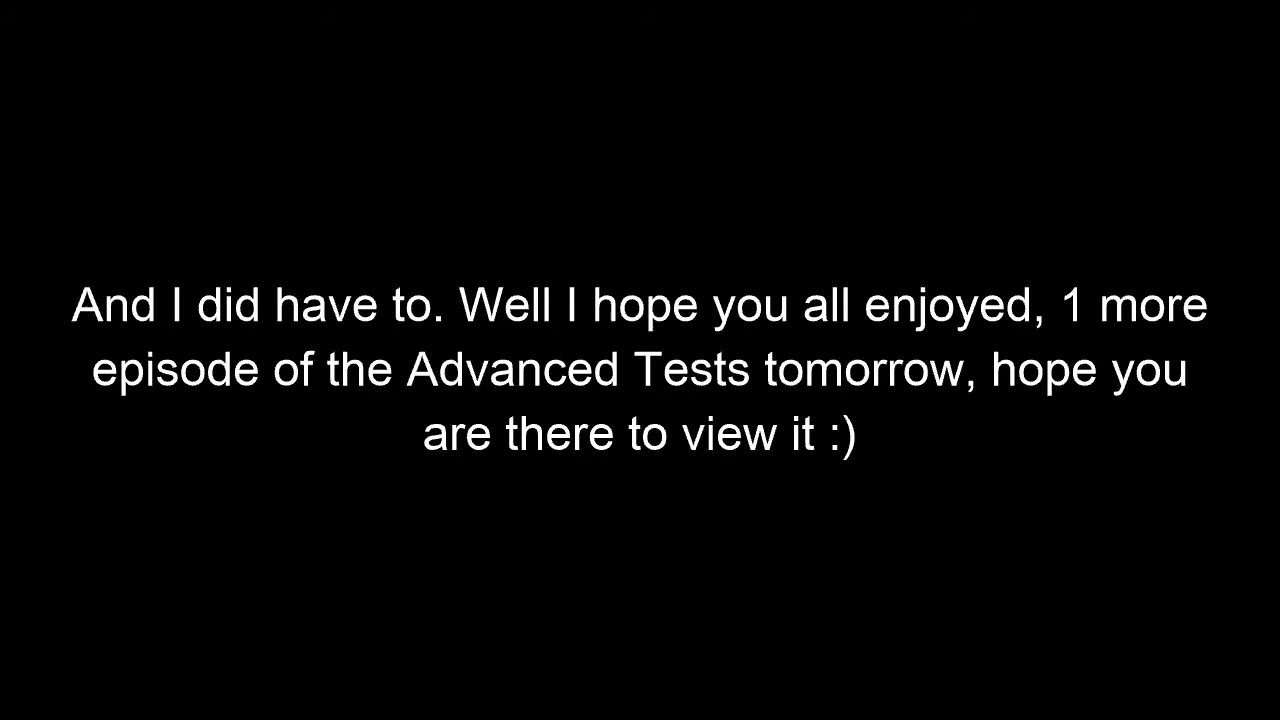 And I did have to. Well I hope you all enjoyed, 1 more
episode of the Advanced Tests tomorrow, hope you
are there to view it :)